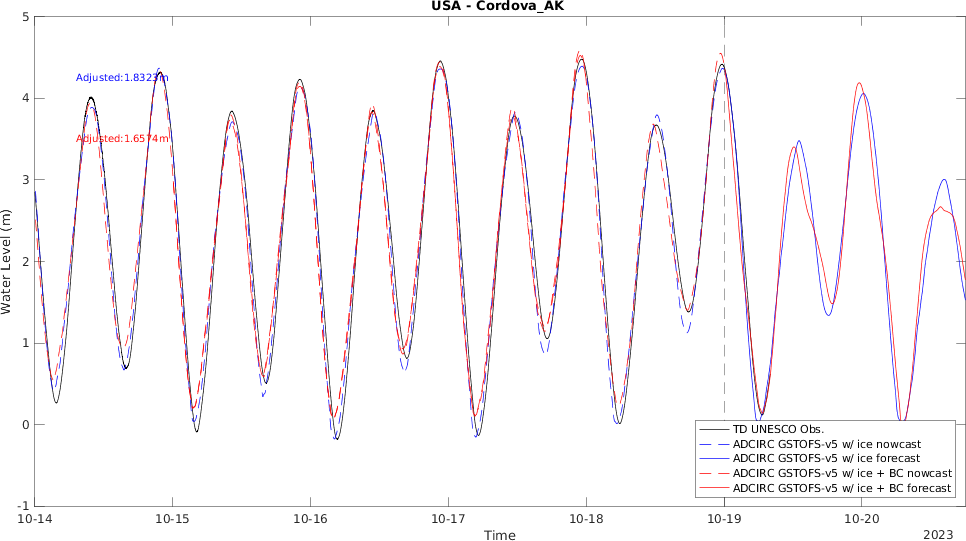 USA - Cordova_AK
5
4
3
2
1
0
-1
Water Level (m)
Adjusted:1.8323m
Adjusted:1.6574m
TD UNESCO Obs.
ADCIRC GSTOFS-v5 w/ ice nowcast
ADCIRC GSTOFS-v5 w/ ice forecast
ADCIRC GSTOFS-v5 w/ ice + BC nowcast
ADCIRC GSTOFS-v5 w/ ice + BC forecast
10-14 10-15 10-16 10-17 10-18 10-19 10-20
Time
2023